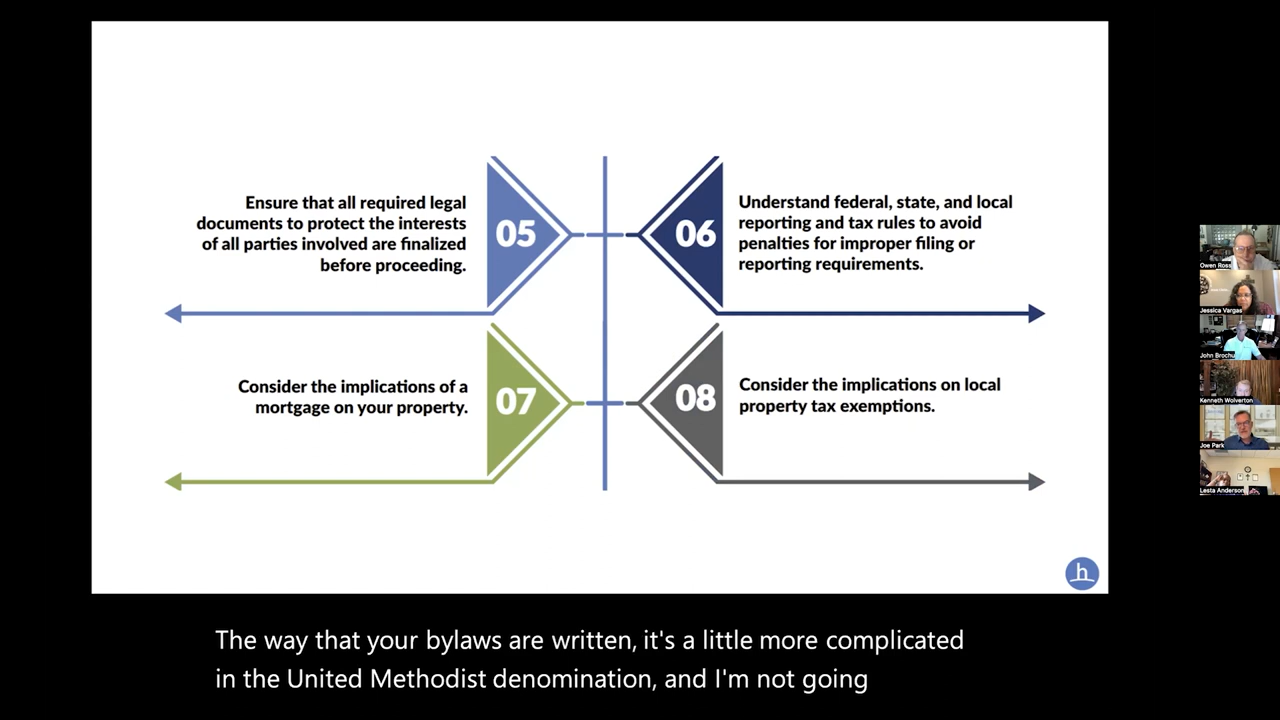 Ensure that all required legal
documents to protect the interests
of all parties involved are finalized
before proceeding.
05
06
Understand federal, state, and local
reporting and tax rules to avoid
penalties for improper filing or
reporting requirements.
Consider the implications of a
mortgage on your property.
07
08
Consider the implications on local
property tax exemptions.
h
Owen Ross
Jessica Vargas
John Brochu
Kenneth Wolverton
Joe Park
Lesta Anderson
The way that your bylaws are written, it's a little more complicated
in the United Methodist denomination, and I'm not going